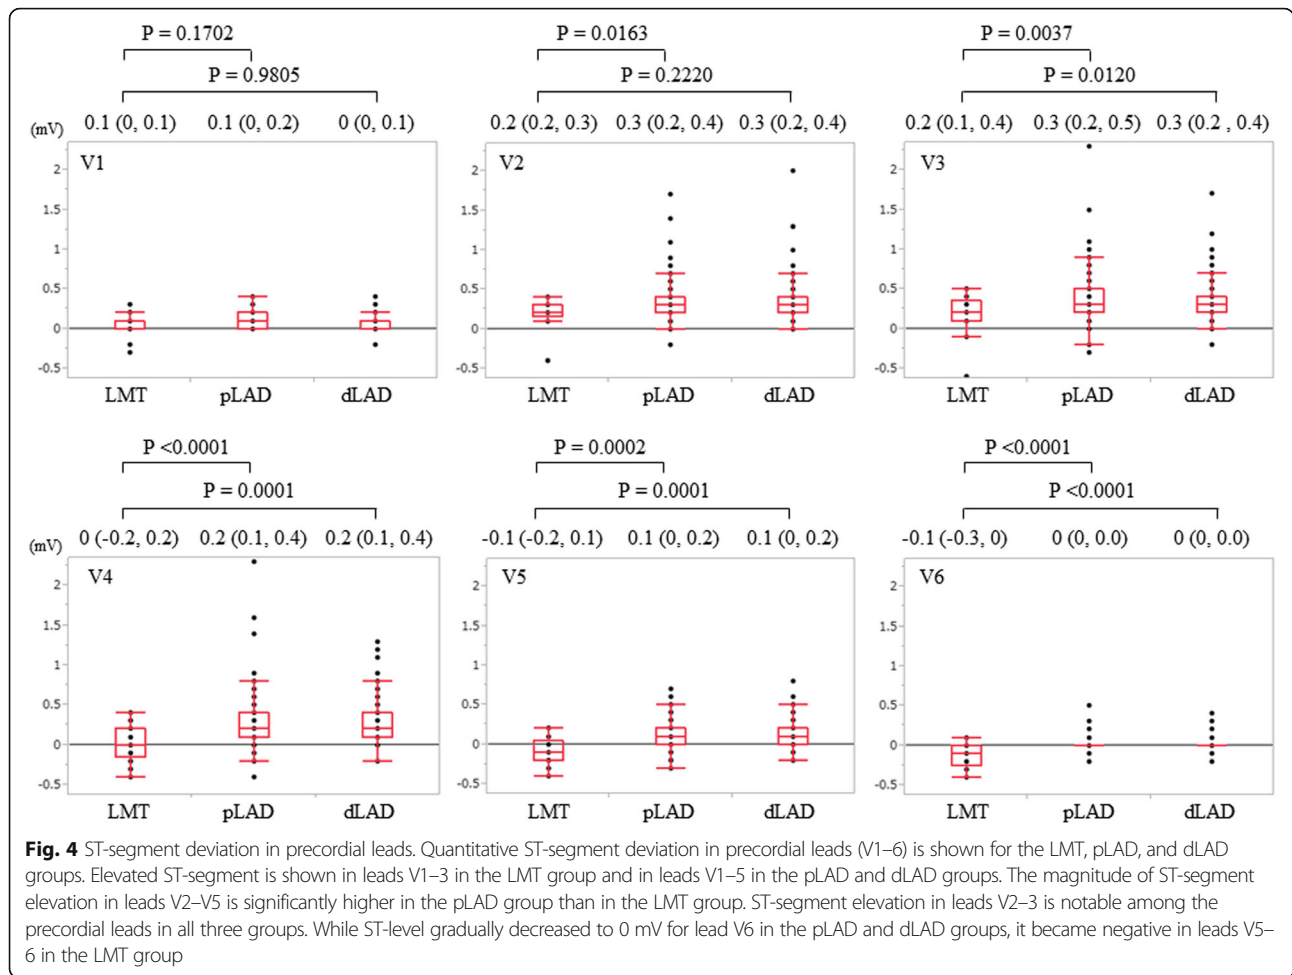 P = 0.1702
P = 0.9805
(mV) 0.1 (0, 0.1) 0.1 (0, 0.2) 0 (0, 0.1)
V1
2
1.5
1
0.5
0
-0.5
LMT pLAD dLAD
P = 0.0163
P = 0.2220
0.2 (0.2, 0.3) 0.3 (0.2, 0.4) 0.3 (0.2, 0.4)
V2
2
1.5
1
0.5
0
-0.5
LMT pLAD dLAD
P = 0.0037
P = 0.0120
0.2 (0.1, 0.4) 0.3 (0.2, 0.5) 0.3 (0.2 , 0.4)
V3
2
1.5
1
0.5
0
-0.5
LMT pLAD dLAD
P <0.0001
P = 0.0001
(mV) 0 (-0.2, 0.2) 0.2 (0.1, 0.4) 0.2 (0.1, 0.4)
V4
2
1.5
1
0.5
0
-0.5
LMT pLAD dLAD
P = 0.0002
P = 0.0001
-0.1 (-0.2, 0.1) 0.1 (0, 0.2) 0.1 (0, 0.2)
V5
2
1.5
1
0.5
0
-0.5
LMT pLAD dLAD
P <0.0001
P <0.0001
-0.1 (-0.3, 0) 0 (0, 0.0) 0 (0, 0.0)
V6
2
1.5
1
0.5
0
-0.5
LMT pLAD dLAD
Fig. 4 ST-segment deviation in precordial leads. Quantitative ST-segment deviation in precordial leads (V1–6) is shown for the LMT, pLAD, and dLAD
groups. Elevated ST-segment is shown in leads V1–3 in the LMT group and in leads V1–5 in the pLAD and dLAD groups. The magnitude of ST-segment
elevation in leads V2–V5 is significantly higher in the pLAD group than in the LMT group. ST-segment elevation in leads V2–3 is notable among the
precordial leads in all three groups. While ST-level gradually decreased to 0 mV for lead V6 in the pLAD and dLAD groups, it became negative in leads V5–
6 in the LMT group